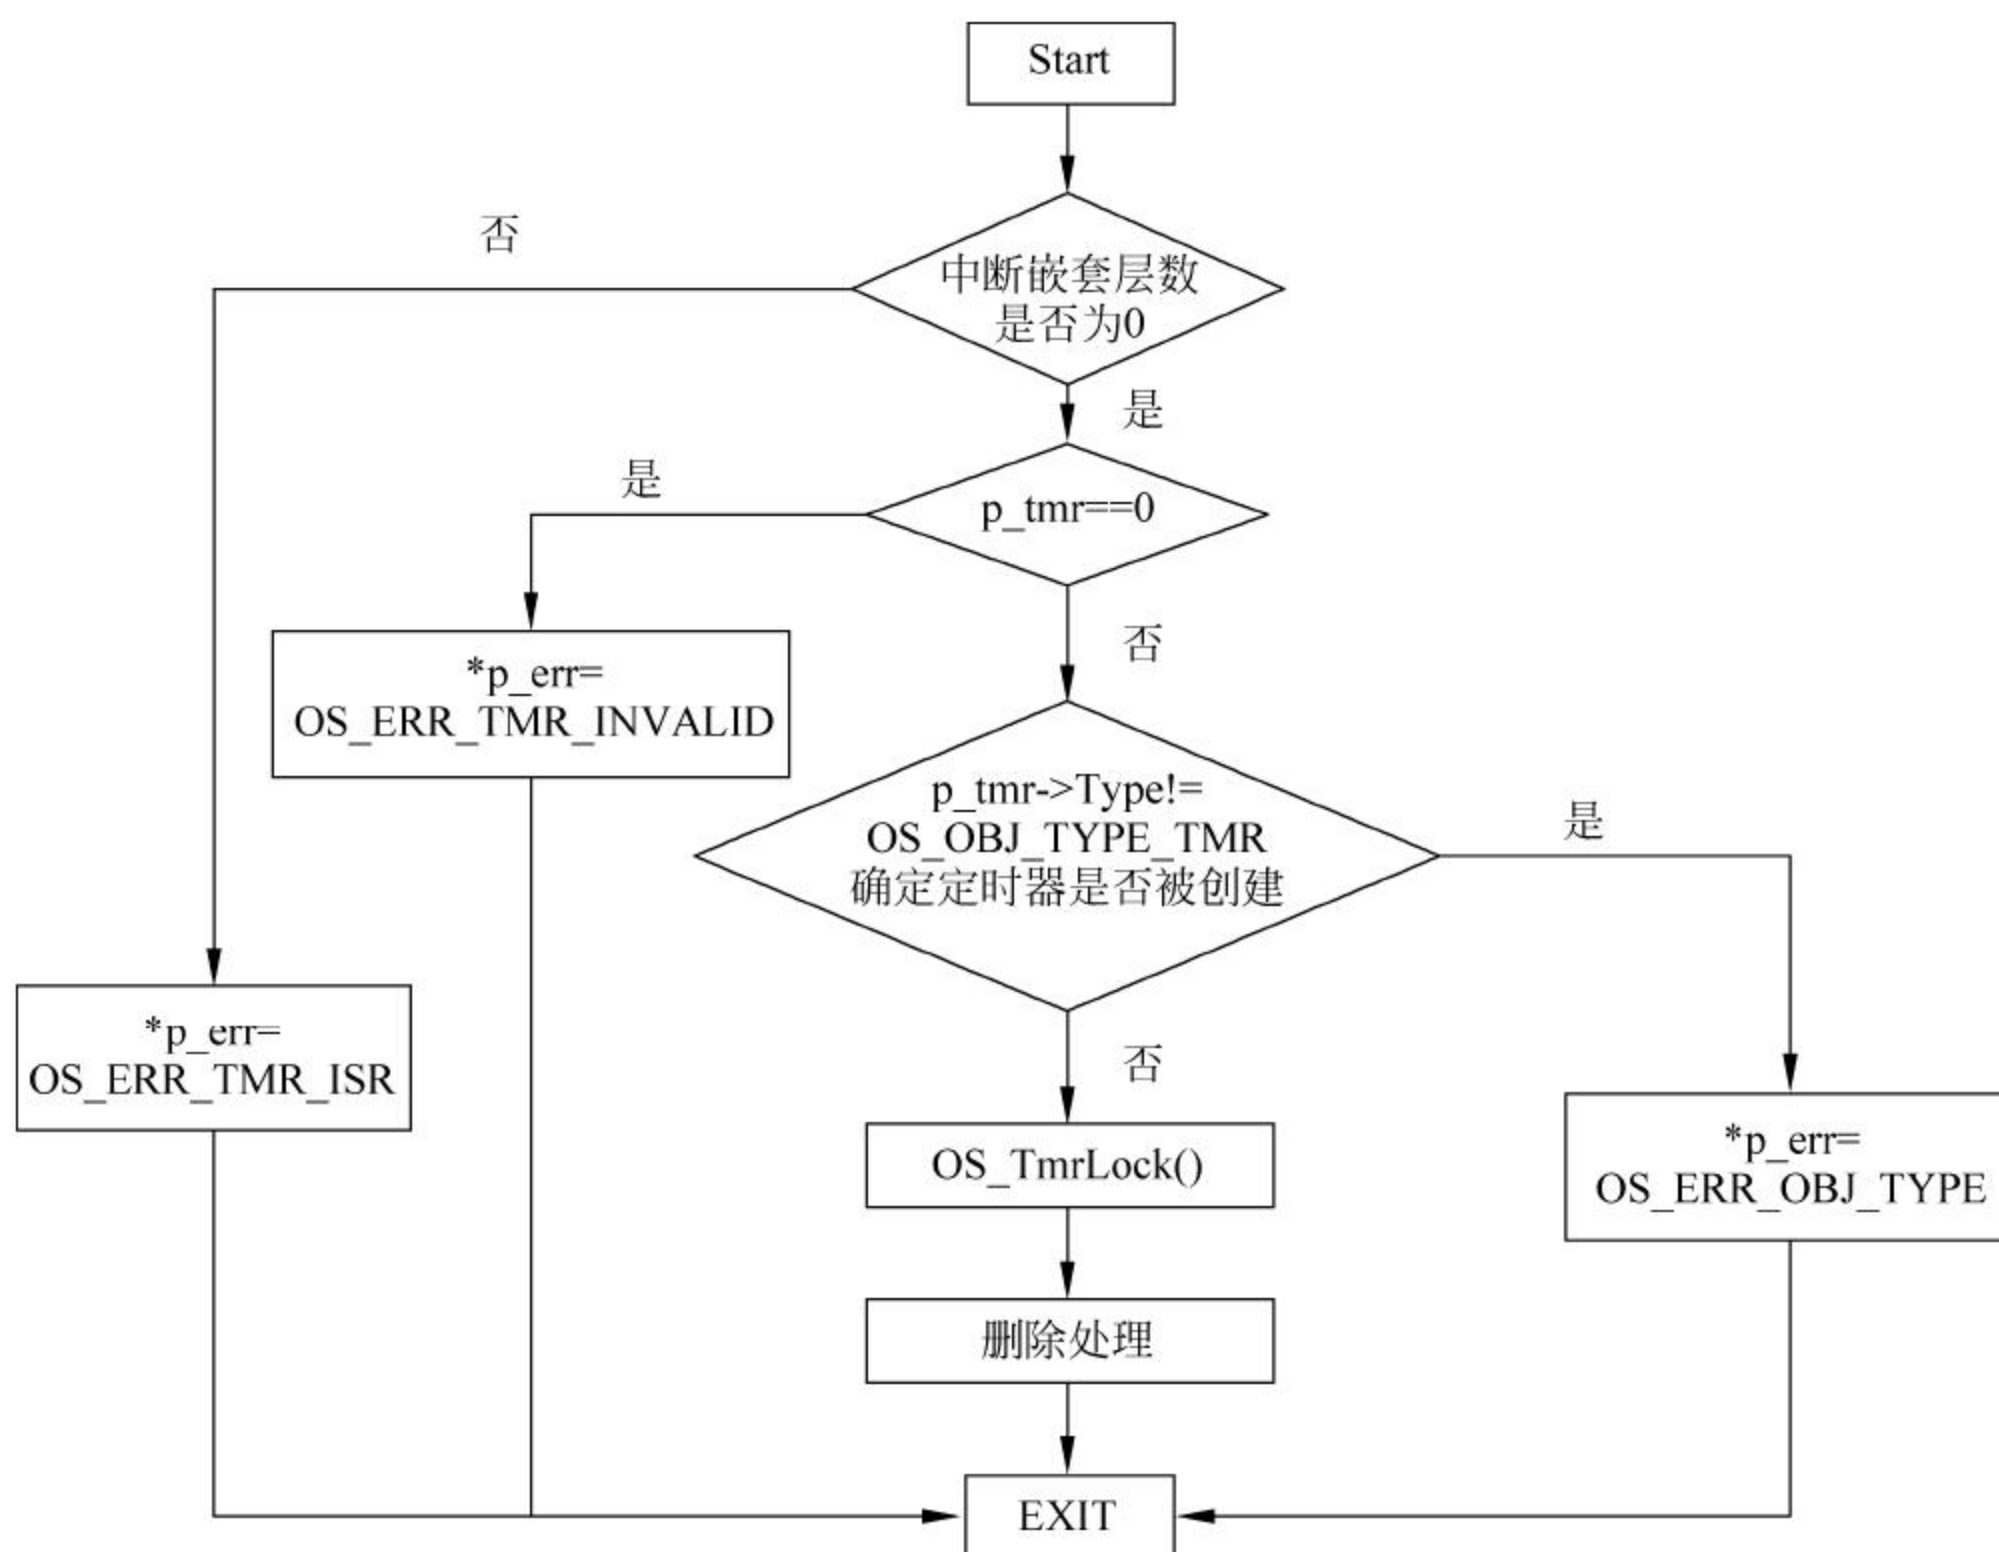 Start
否
中断嵌套层数
是否为0
是
是
p_tmr==0
否
*p_err=
OS_ERR_TMR_INVALID
p_tmr->Type!=
OS_OBJ_TYPE_TMR
确定定时器是否被创建
是
*p_err=
OS_ERR_TMR_ISR
否
OS_TmrLock()
*p_err=
OS_ERR_OBJ_TYPE
删除处理
EXIT